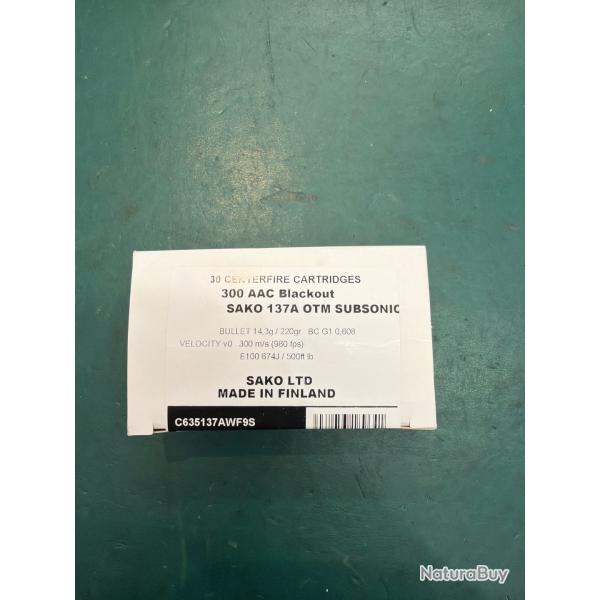 30 CENTERFIRE CARTRIDGES
300 AAC Blackout
SAKO 137A OTM SUBSONIC
BULLET 14,3g / 220gr BC G1 0,608
VELOCITY v0 300 m/s (980 fps)
E100 674J / 500ft lb
SAKO LTD
MADE IN FINLAND
C635137AWF9S
NaturaBuy